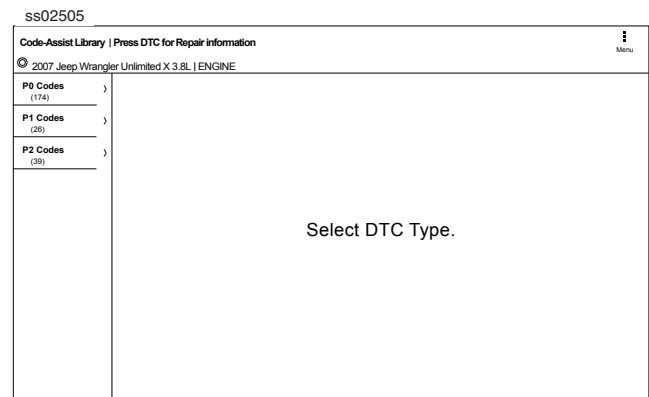 ss02505
Code-Assist Library | Press DTC for Repair information
Menu
2007 Jeep Wrangler Unlimited X 3.8L | ENGINE
P0 Codes
(174)
P1 Codes
(26)
P2 Codes
(39)
Select DTC Type.